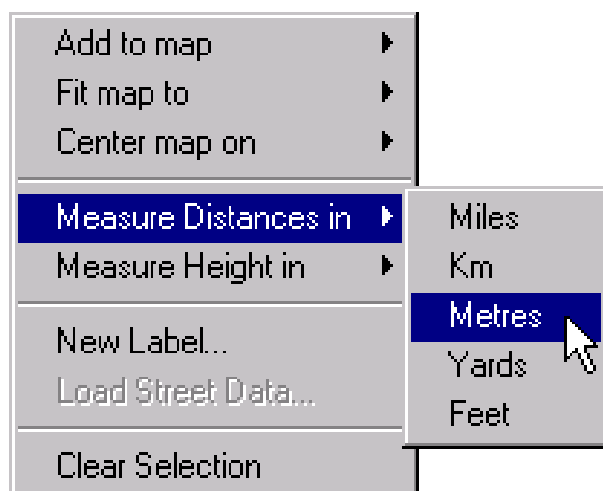 Add to map
Fit map to
Center map on
Measure Distances in
Measure Height in
New Label...
Load Street Data...
Clear Selection
Miles
Km
Metres
Yards
Feet